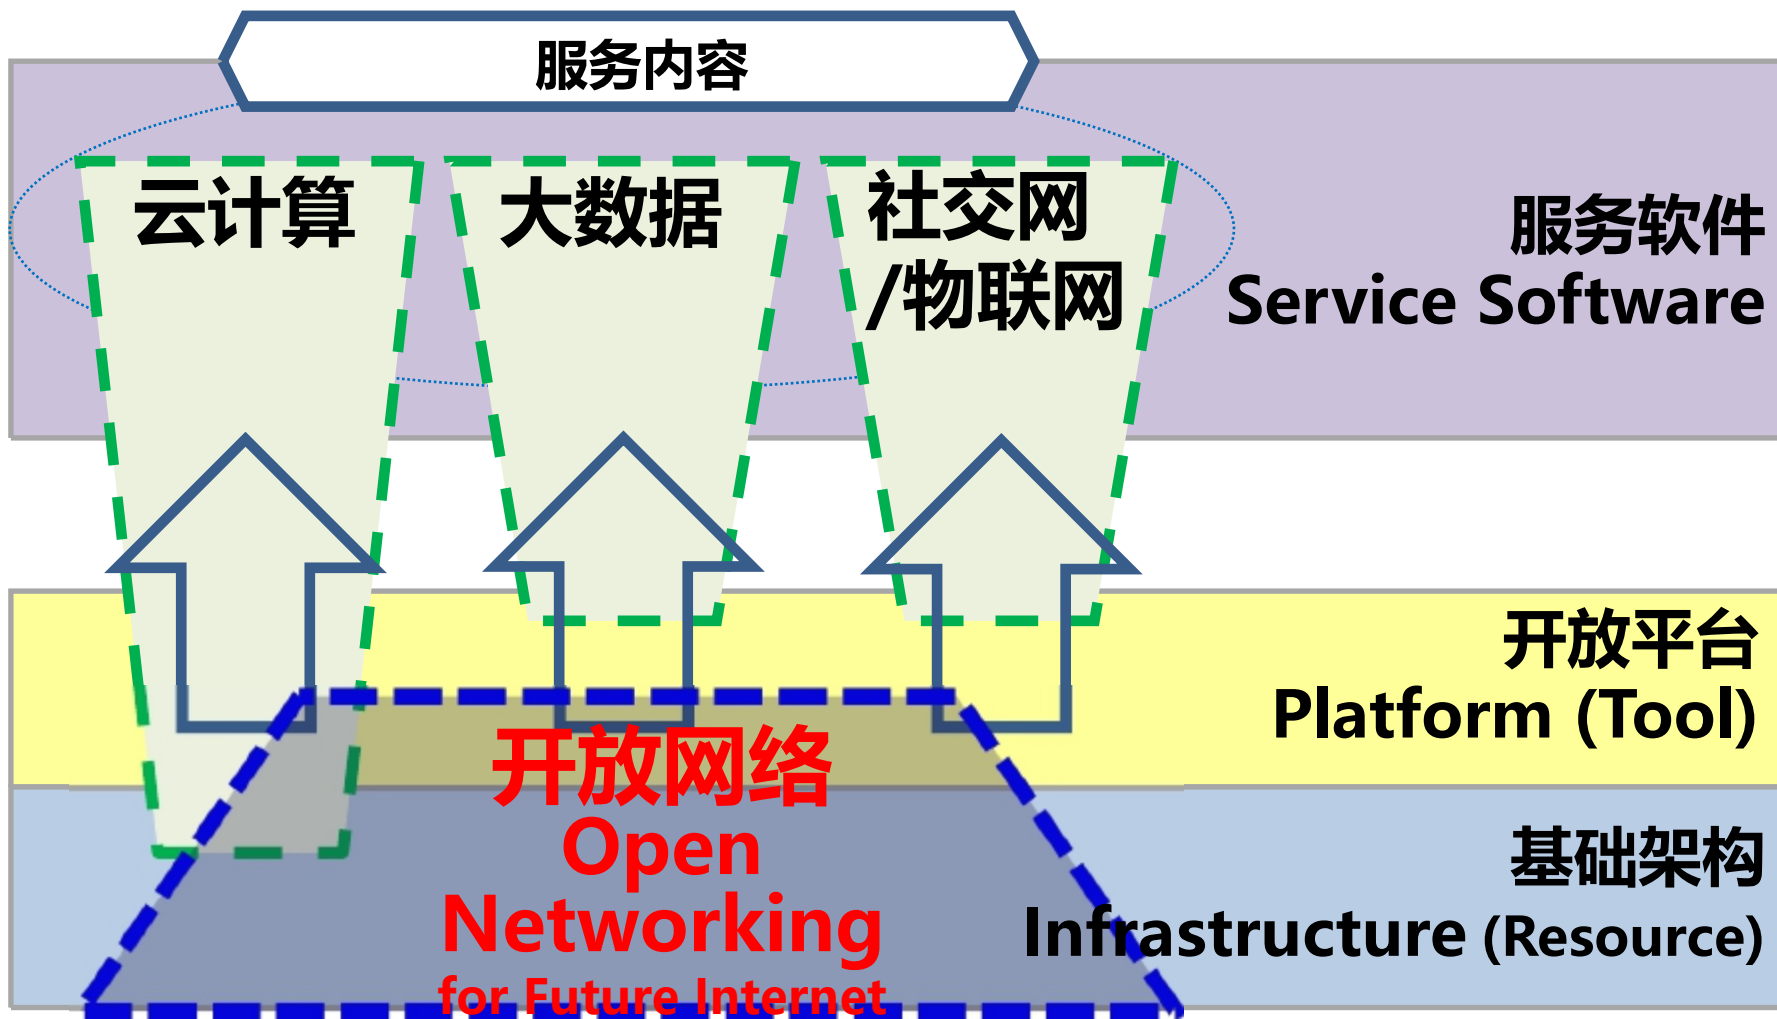 服务内容
云计算
大数据
社交网
/物联网
服务软件
Service Software
开放平台
Platform (Tool)
开放网络
Open
Networking
for Future Internet
基础架构
Infrastructure (Resource)